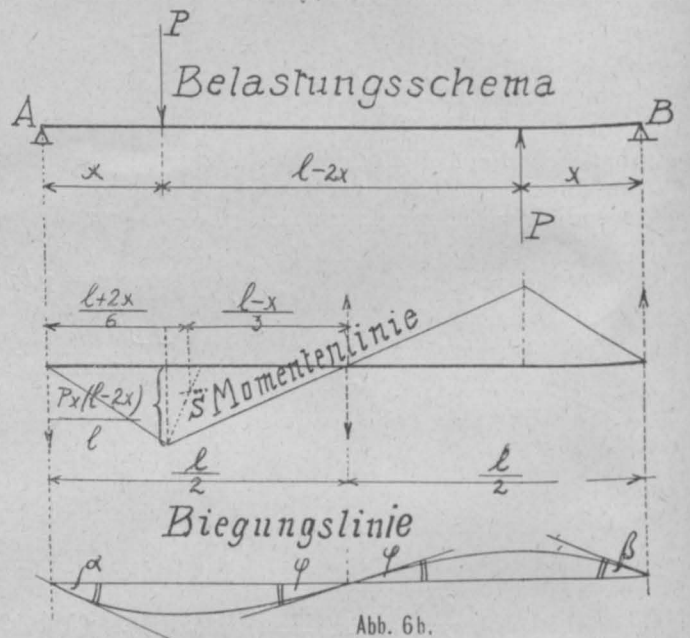 P
Belastungsschema
A B
x l-2x x
P
l+2x
6
l-x
3
Px(l-2x)
l
S Momentenlinie
l
2
l
2
Biegungslinie
α φ φ β
Abb. 6b.